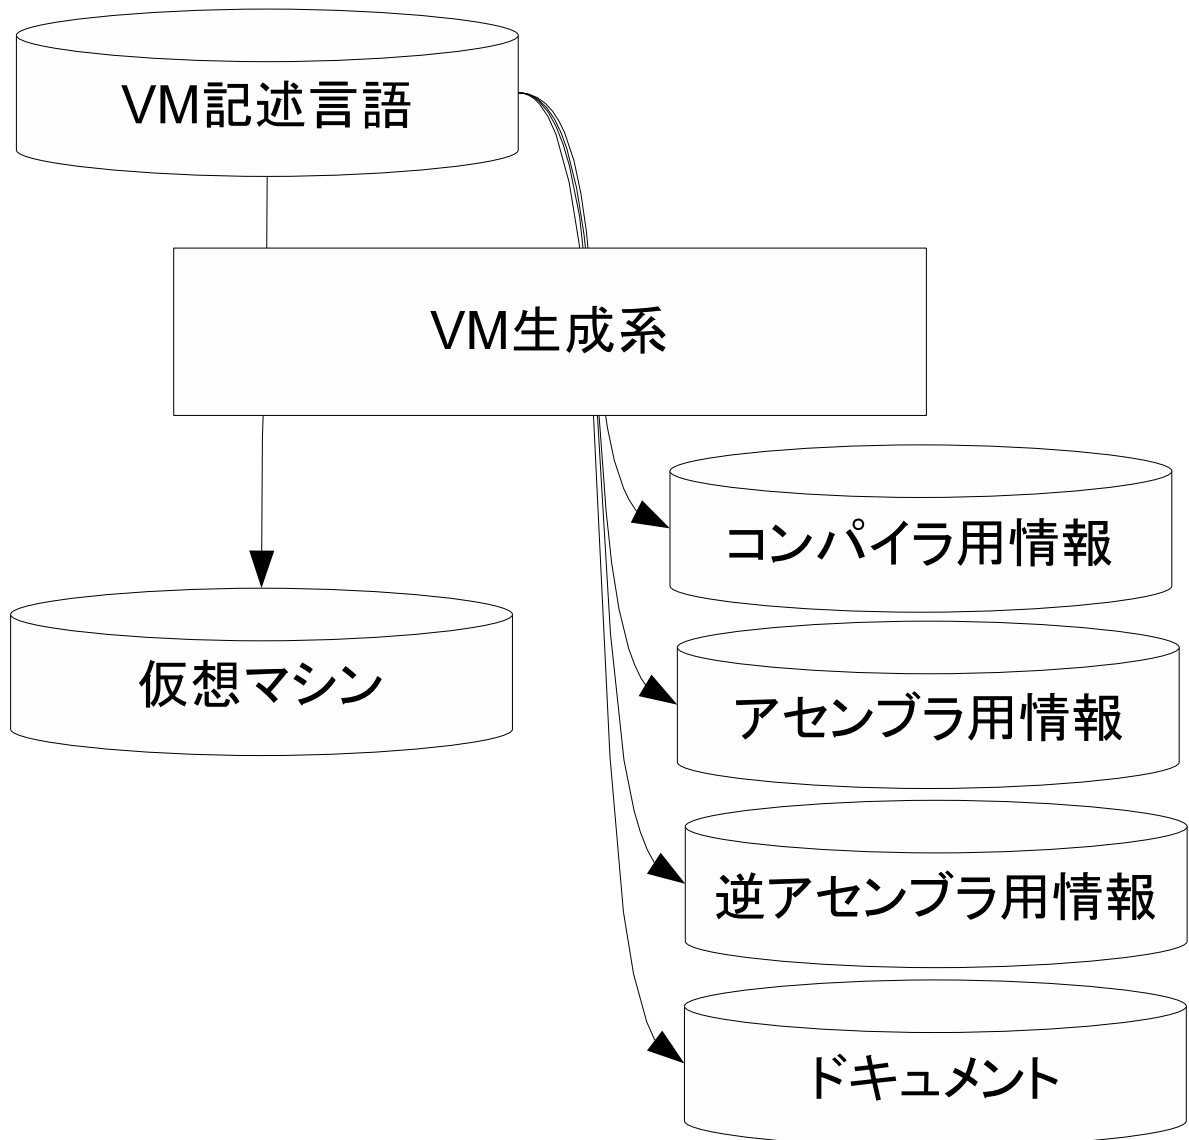 VM記述言語
VM生成系
コンパイラ用情報
仮想マシン
アセンブラ用情報
逆アセンブラ用情報
ドキュメント